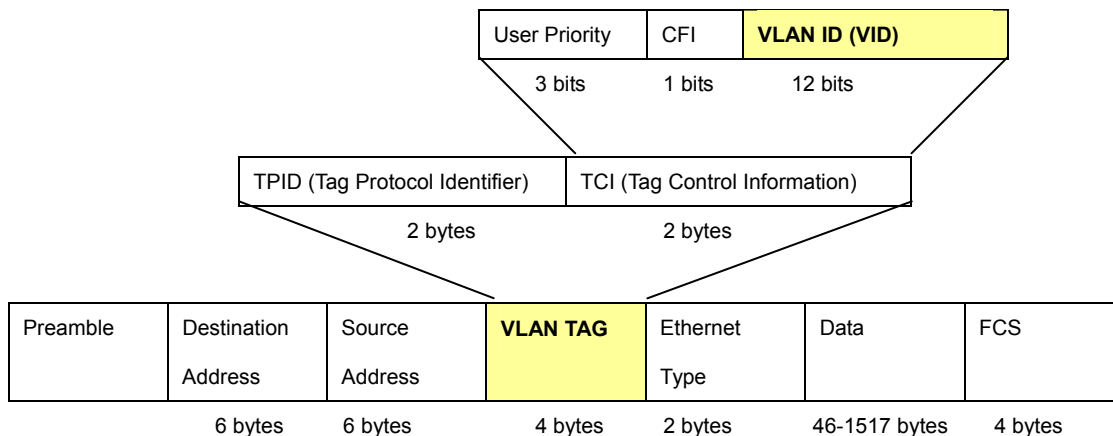 User Priority CFI VLAN ID (VID)
3 bits 1 bits 12 bits
TPID (Tag Protocol Identifier) TCI (Tag Control Information)
2 bytes 2 bytes
Preamble Destination Address Source Address VLAN TAG Ethernet Type Data FCS
6 bytes 6 bytes 4 bytes 2 bytes 46-1517 bytes 4 bytes